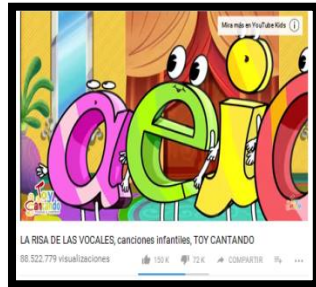 Mira más en YouTube Kids
a e i o
Toy Cantando
LA RISA DE LAS VOCALES, canciones infantiles, TOY CANTANDO
88.522.779 visualizaciones 150 K 72 K COMPARTIR